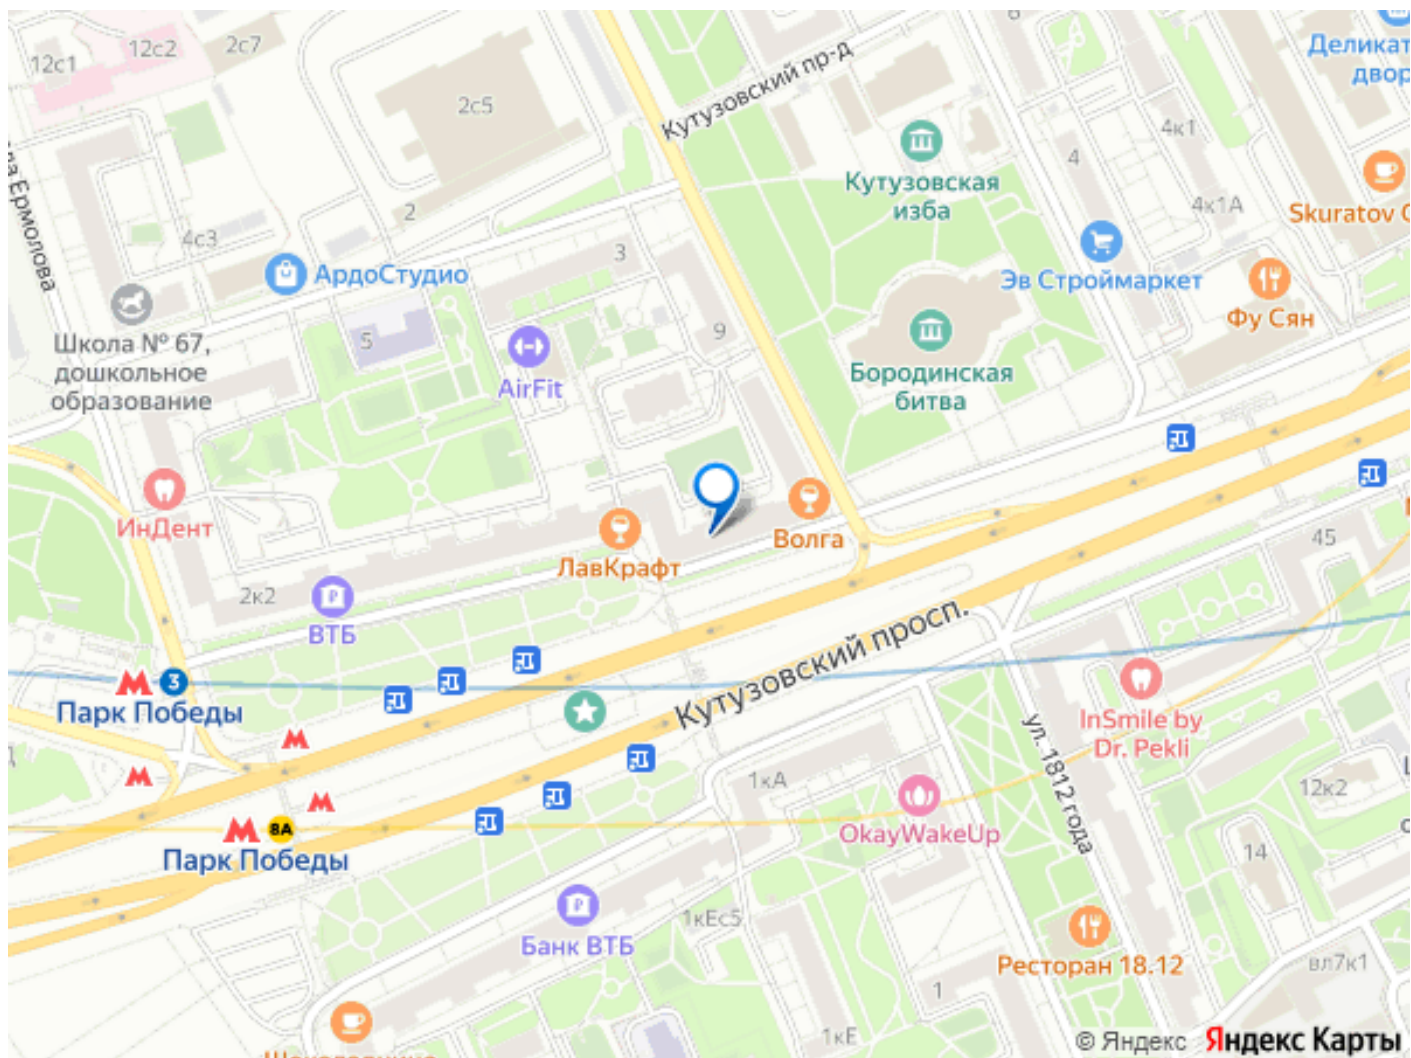 12с1
12с2
2с7
2с5
2
4с3
ла Ермолова
АрдоСтудио
Школа № 67,
дошкольное
образование
5
3
9
AirFit
ИнДент
2к2
ВТБ
ЛавКрафт
Волга
Кутузовский пр-д
6
Кутузовская
изба
Бородинская
битва
4
4к1
4к1А
Деликат
двор
Skuratov C
Эв Строймаркет
Фу Сян
45
3
Парк Победы
8А
Парк Победы
Кутузовский просп.
ул. 1812 года
InSmile by
Dr. Pekli
1кА
OkayWakeUp
12к2
14
Банк ВТБ
1кЕс5
Ресторан 18.12
1
1кЕ
вл7к1
© Яндекс Яндекс Карты